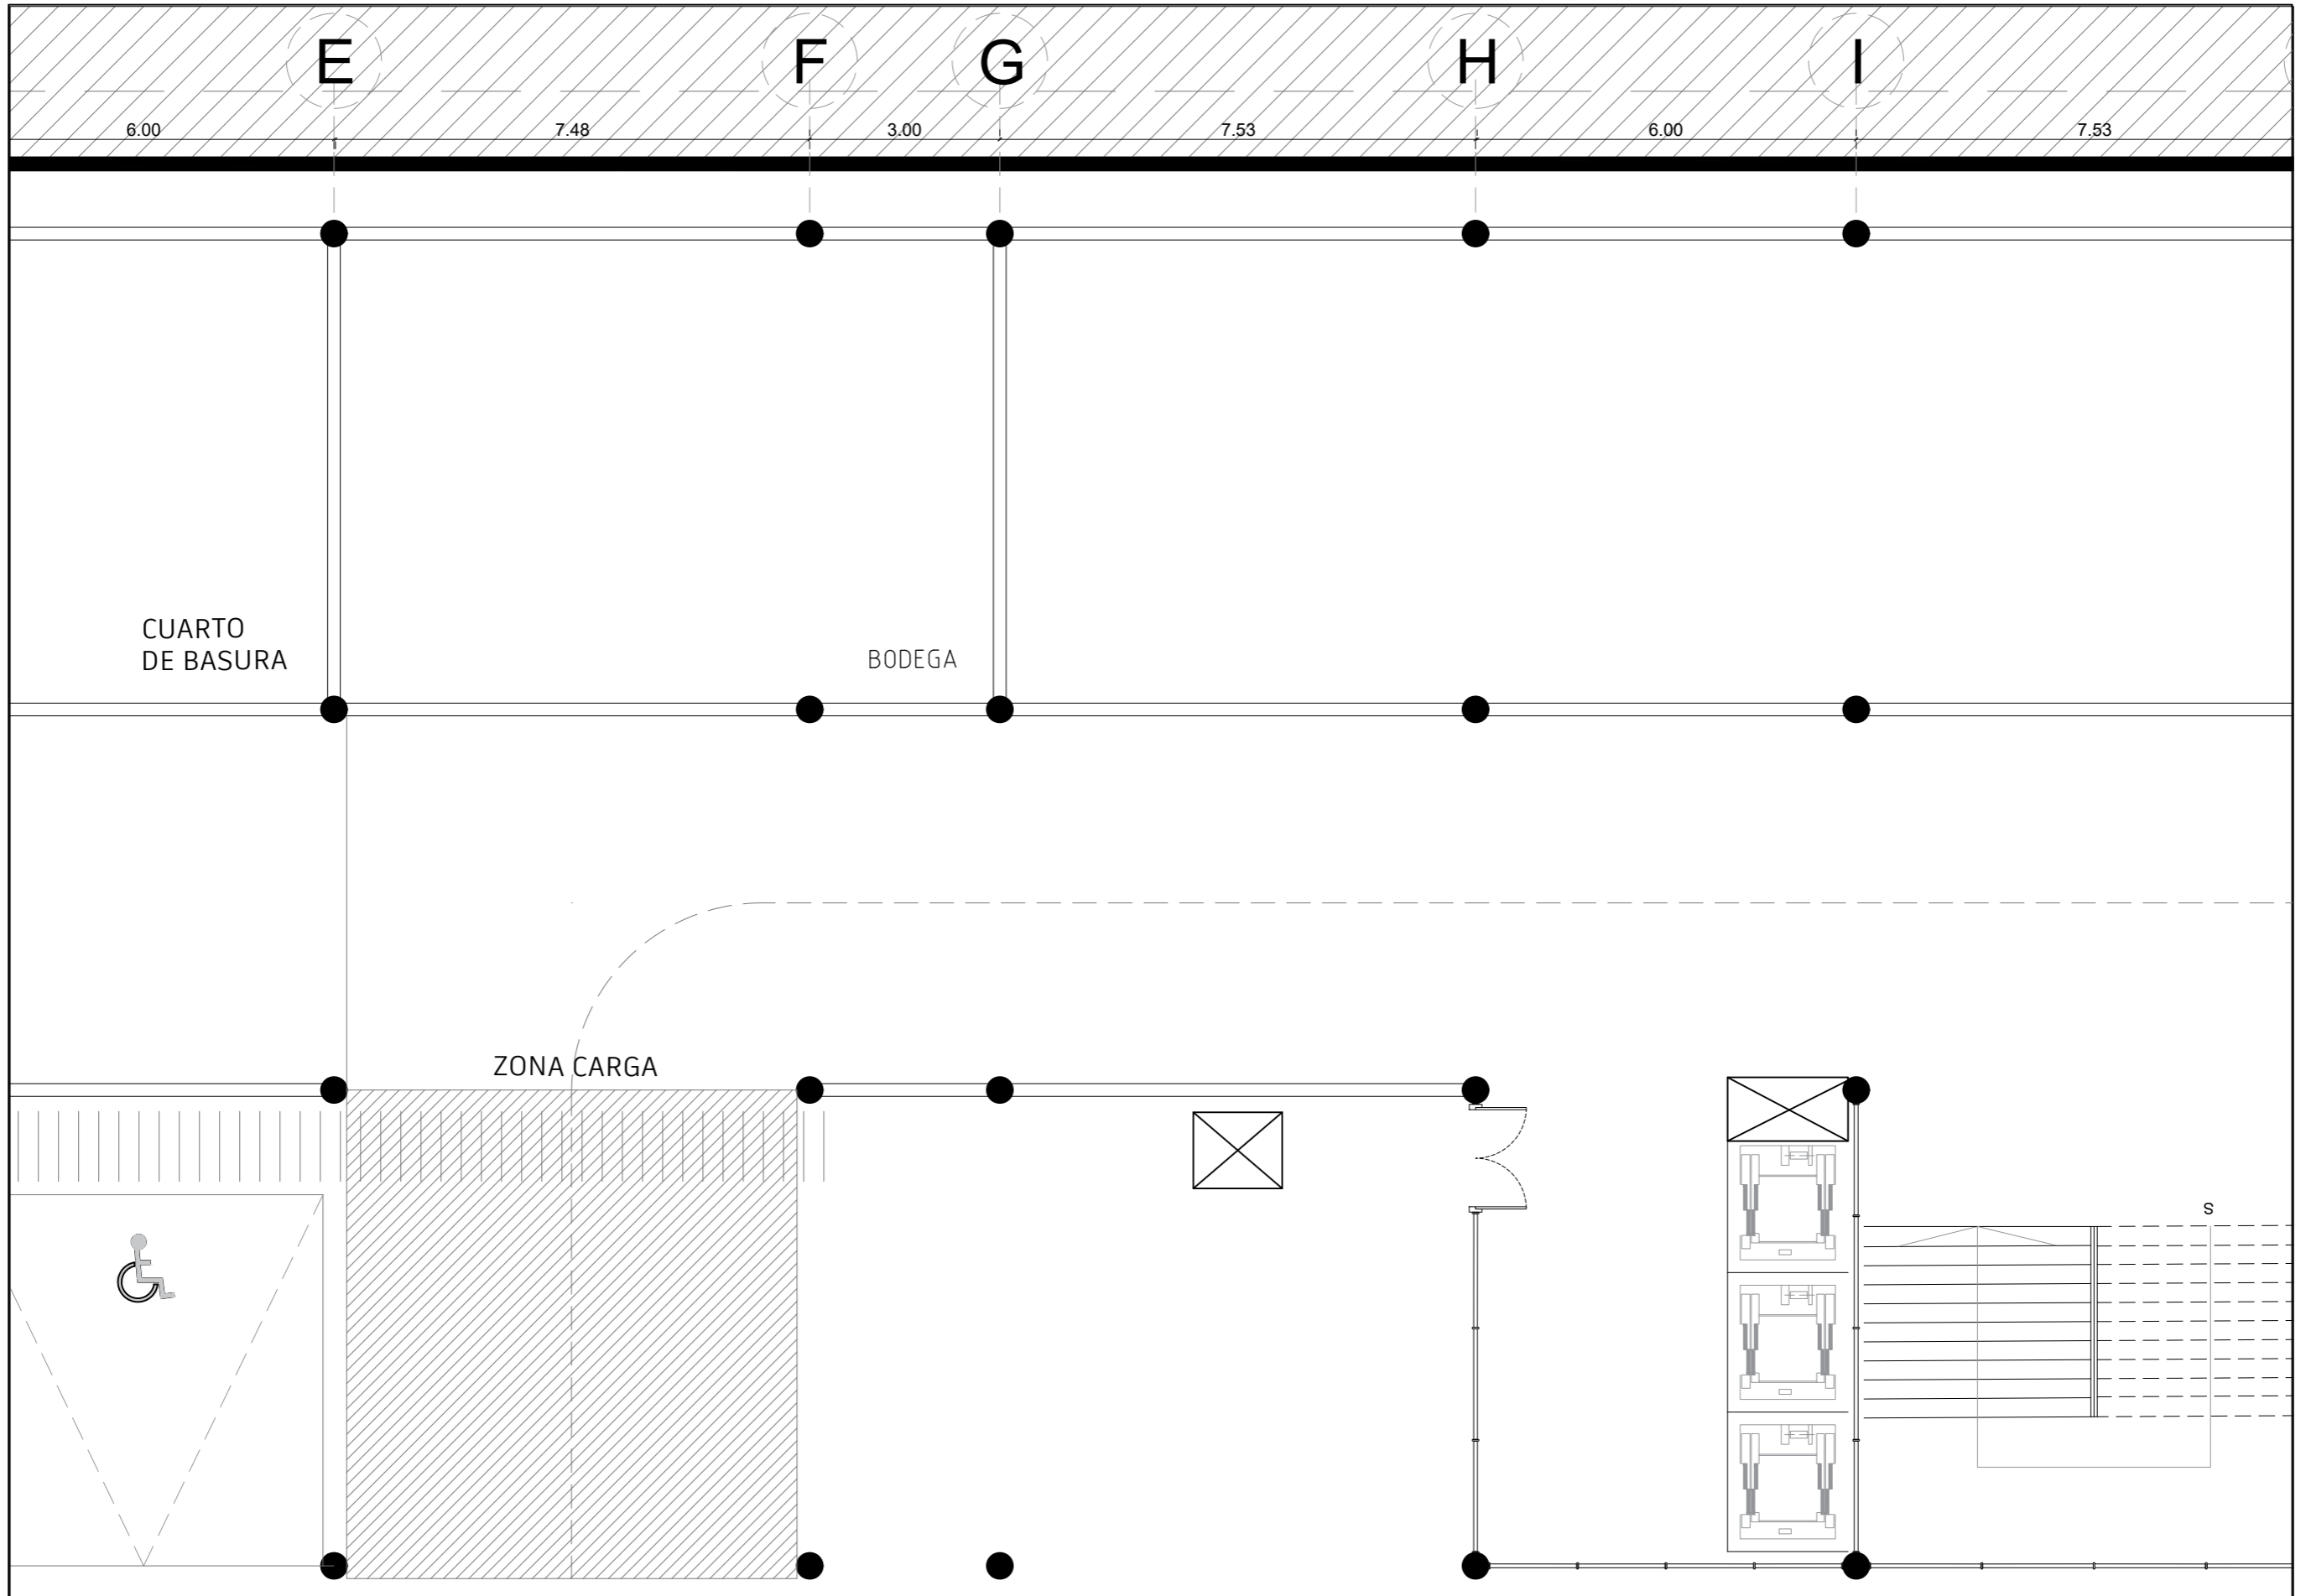 E F G H I
6.00 7.48 3.00 7.53 6.00 7.53
CUARTO
DE BASURA
BODEGA
ZONA CARGA
S